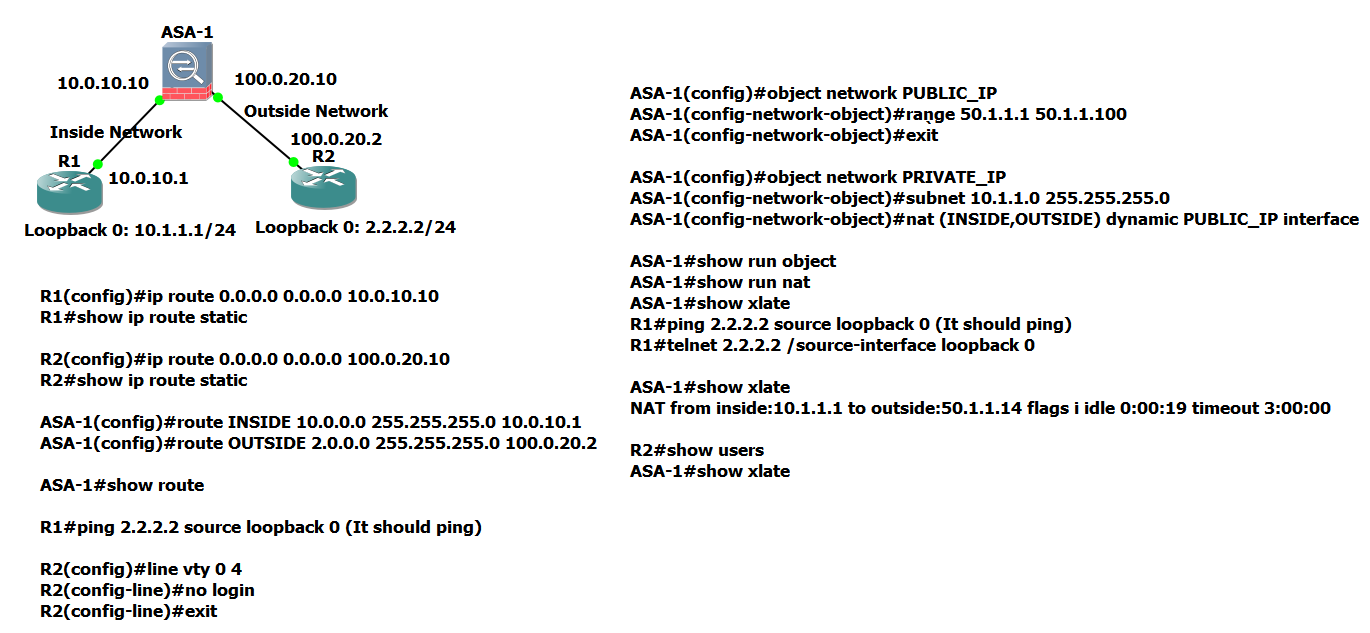 ASA-1
10.0.10.10
100.0.20.10
Outside Network
Inside Network
100.0.20.2
R1
R2
10.0.10.1
Loopback 0: 10.1.1.1/24
Loopback 0: 2.2.2.2/24
R1(config)#ip route 0.0.0.0 0.0.0.0 10.0.10.10
R1#show ip route static
R2(config)#ip route 0.0.0.0 0.0.0.0 100.0.20.10
R2#show ip route static
ASA-1(config)#route INSIDE 10.0.0.0 255.255.255.0 10.0.10.1
ASA-1(config)#route OUTSIDE 2.0.0.0 255.255.255.0 100.0.20.2
ASA-1#show route
R1#ping 2.2.2.2 source loopback 0 (It should ping)
R2(config)#line vty 0 4
R2(config-line)#no login
R2(config-line)#exit
ASA-1(config)#object network PUBLIC_IP
ASA-1(config-network-object)#range 50.1.1.1 50.1.1.100
ASA-1(config-network-object)#exit
ASA-1(config)#object network PRIVATE_IP
ASA-1(config-network-object)#subnet 10.1.1.0 255.255.255.0
ASA-1(config-network-object)#nat (INSIDE,OUTSIDE) dynamic PUBLIC_IP interface
ASA-1#show run object
ASA-1#show run nat
ASA-1#show xlate
R1#ping 2.2.2.2 source loopback 0 (It should ping)
R1#telnet 2.2.2.2 /source-interface loopback 0
ASA-1#show xlate
NAT from inside:10.1.1.1 to outside:50.1.1.14 flags i idle 0:00:19 timeout 3:00:00
R2#show users
ASA-1#show xlate